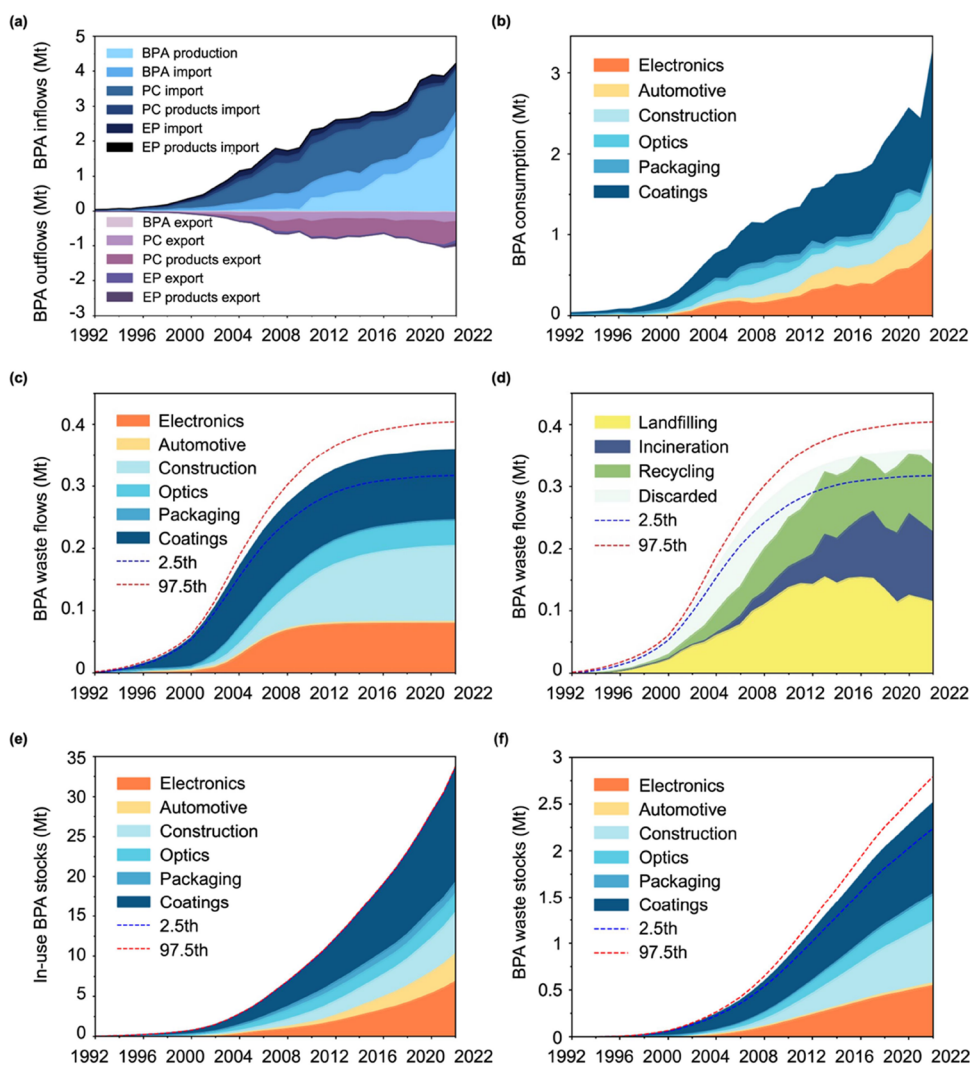 (a)
BPA inflows (Mt)
BPA outflows (Mt)
5
4
3
2
1
0
-1
-2
-3
BPA production
BPA import
PC import
PC products import
EP import
EP products import
BPA export
PC export
PC products export
EP export
EP products export
1992 1996 2000 2004 2008 2012 2016 2020 2022
(b)
BPA consumption (Mt)
3
2
1
0
Electronics
Automotive
Construction
Optics
Packaging
Coatings
1992 1996 2000 2004 2008 2012 2016 2020 2022
(c)
BPA waste flows (Mt)
0.4
0.3
0.2
0.1
0
Electronics
Automotive
Construction
Optics
Packaging
Coatings
2.5th
97.5th
1992 1996 2000 2004 2008 2012 2016 2020 2022
(d)
BPA waste flows (Mt)
0.4
0.3
0.2
0.1
0
Landfilling
Incineration
Recycling
Discarded
2.5th
97.5th
1992 1996 2000 2004 2008 2012 2016 2020 2022
(e)
In-use BPA stocks (Mt)
35
30
25
20
15
10
5
0
Electronics
Automotive
Construction
Optics
Packaging
Coatings
2.5th
97.5th
1992 1996 2000 2004 2008 2012 2016 2020 2022
(f)
BPA waste stocks (Mt)
3
2.5
2
1.5
1
0.5
0
Electronics
Automotive
Construction
Optics
Packaging
Coatings
2.5th
97.5th
1992 1996 2000 2004 2008 2012 2016 2020 2022